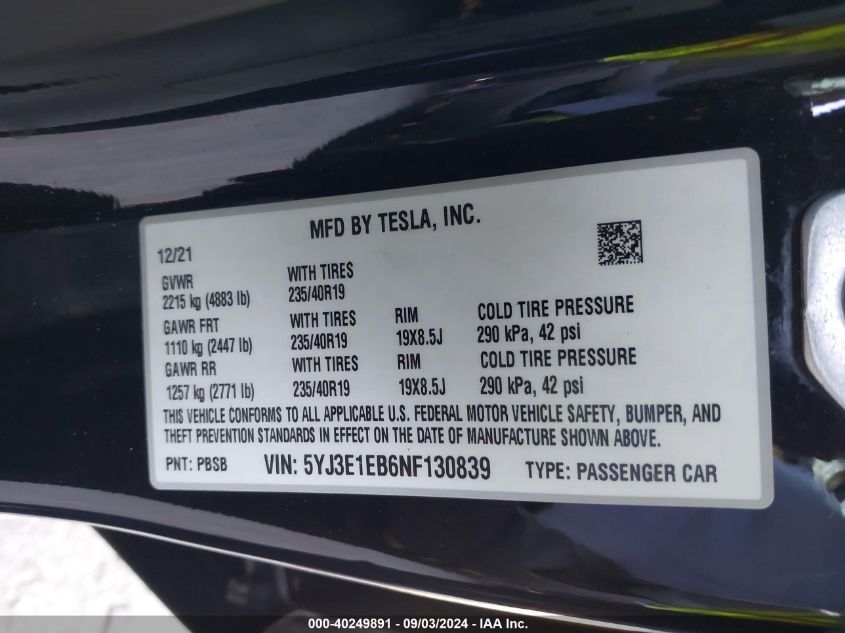 MFD BY TESLA, INC.
12/21
GVWR WITH TIRES
2215 kg (4883 lb) 235/40R19
GAWR FRT WITH TIRES RIM COLD TIRE PRESSURE
1110 kg (2447 lb) 235/40R19 19X8.5J 290 kPa, 42 psi
GAWR RR WITH TIRES RIM COLD TIRE PRESSURE
1257 kg (2771 lb) 235/40R19 19X8.5J 290 kPa, 42 psi
THIS VEHICLE CONFORMS TO ALL APPLICABLE U.S. FEDERAL MOTOR VEHICLE SAFETY, BUMPER, AND
THEFT PREVENTION STANDARDS IN EFFECT ON THE DATE OF MANUFACTURE SHOWN ABOVE.
PNT: PBSB VIN: 5YJ3E1EB6NF130839 TYPE: PASSENGER CAR
000-40249891 - 09/03/2024 - IAA Inc.